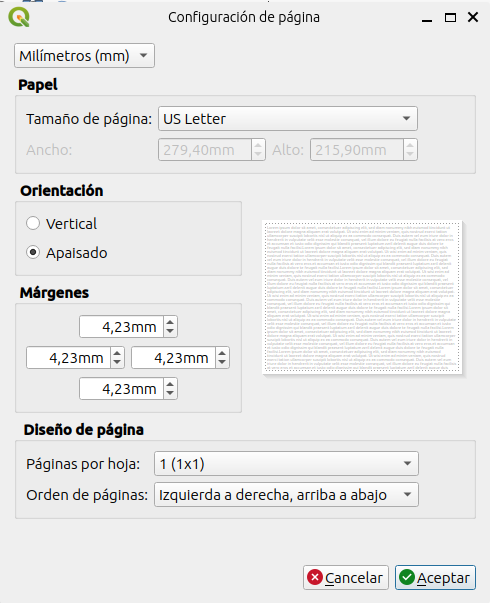 Configuración de página
Milímetros (mm)
Papel
Tamaño de página: US Letter
Ancho: 279,40mm Alto: 215,90mm
Orientación
Vertical
Apaisado
Márgenes
4,23mm
4,23mm 4,23mm
4,23mm
Diseño de página
Páginas por hoja: 1 (1x1)
Orden de páginas: Izquierda a derecha, arriba a abajo
Cancelar Aceptar